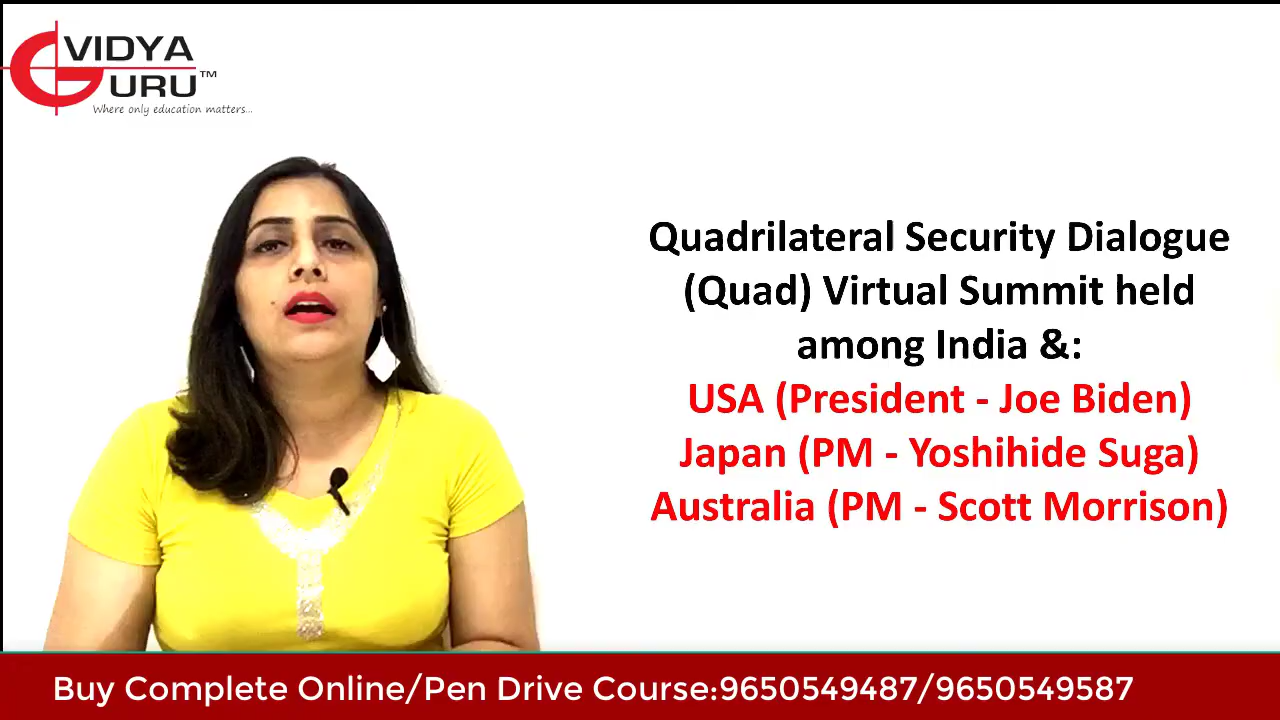 VIDYA
GURU™
Where only education matters...
Quadrilateral Security Dialogue
(Quad) Virtual Summit held
among India &:
USA (President - Joe Biden)
Japan (PM - Yoshihide Suga)
Australia (PM - Scott Morrison)
Buy Complete Online/Pen Drive Course:9650549487/9650549587